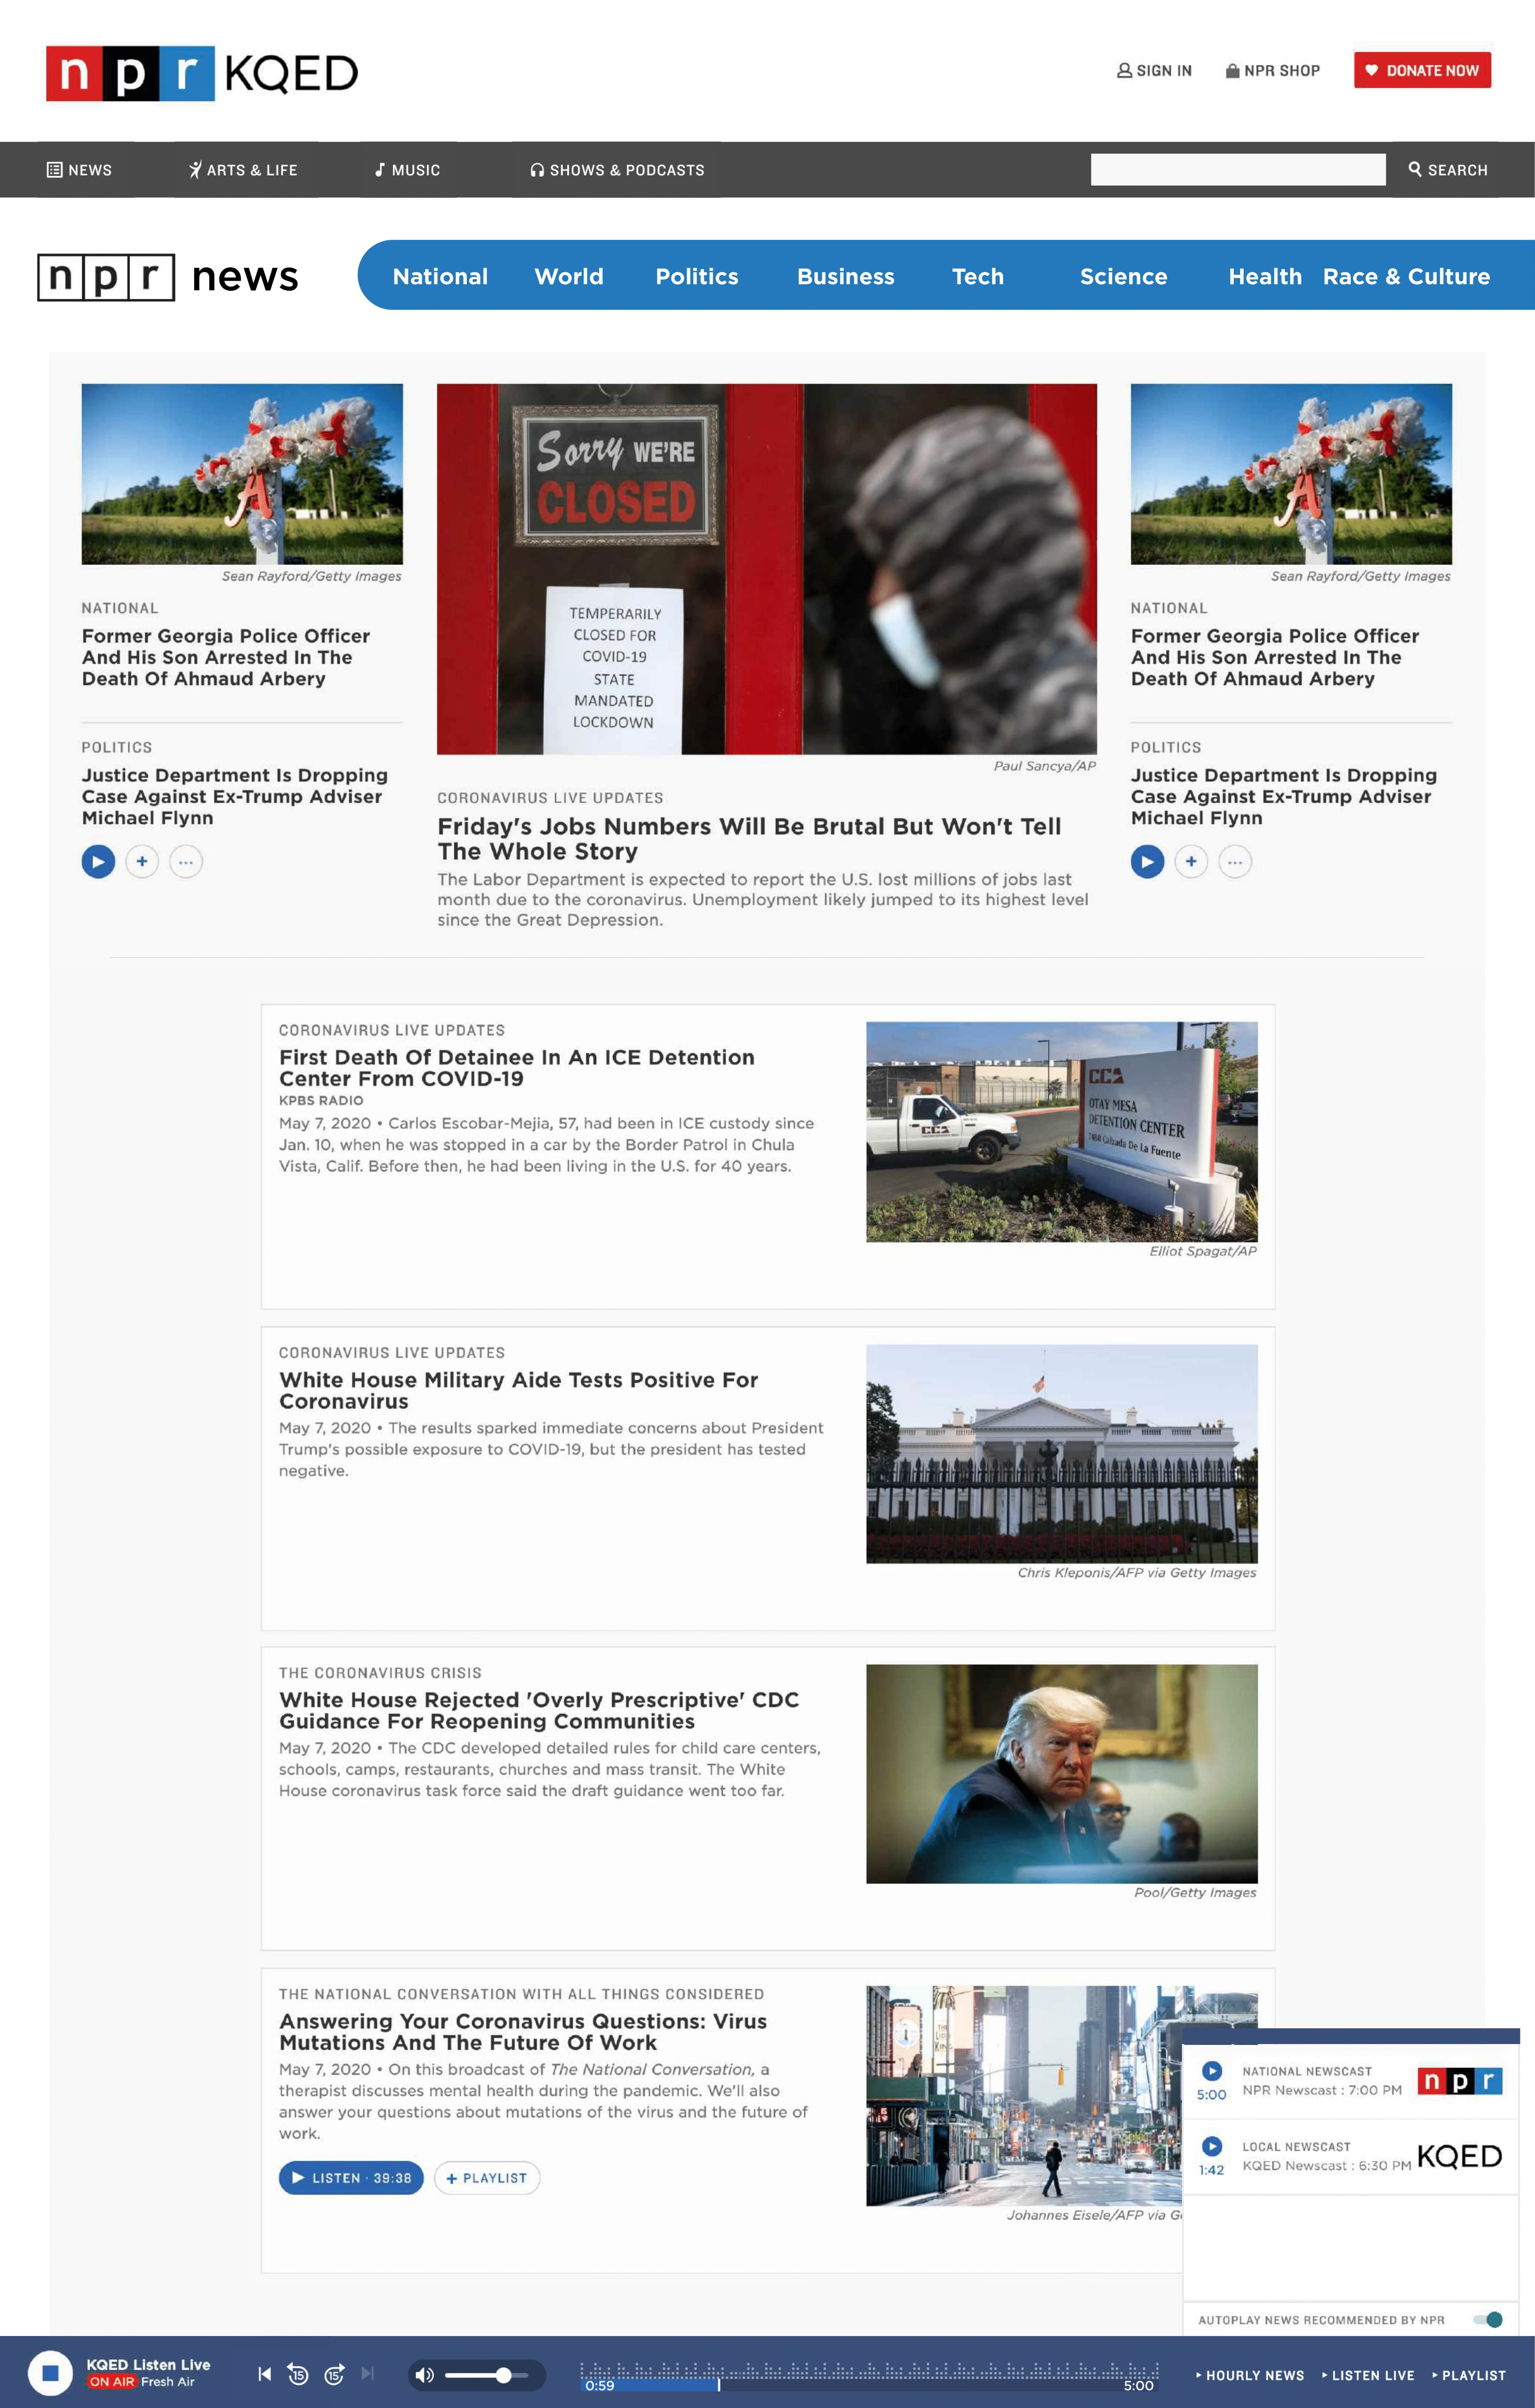 npr KQED
SIGN IN NPR SHOP DONATE NOW
NEWS ARTS & LIFE MUSIC SHOWS & PODCASTS SEARCH
npr news National World Politics Business Tech Science Health Race & Culture
Sean Rayford/Getty Images
NATIONAL
Former Georgia Police Officer
And His Son Arrested In The
Death Of Ahmaud Arbery
POLITICS
Justice Department Is Dropping
Case Against Ex-Trump Adviser
Michael Flynn
Sorry WE'RE
CLOSED
TEMPERARILY
CLOSED FOR
COVID-19
STATE
MANDATED
LOCKDOWN
Paul Sancya/AP
CORONAVIRUS LIVE UPDATES
Friday's Jobs Numbers Will Be Brutal But Won't Tell
The Whole Story
The Labor Department is expected to report the U.S. lost millions of jobs last
month due to the coronavirus. Unemployment likely jumped to its highest level
since the Great Depression.
Sean Rayford/Getty Images
NATIONAL
Former Georgia Police Officer
And His Son Arrested In The
Death Of Ahmaud Arbery
POLITICS
Justice Department Is Dropping
Case Against Ex-Trump Adviser
Michael Flynn
CORONAVIRUS LIVE UPDATES
First Death Of Detainee In An ICE Detention
Center From COVID-19
KPBS RADIO
May 7, 2020 • Carlos Escobar-Mejia, 57, had been in ICE custody since
Jan. 10, when he was stopped in a car by the Border Patrol in Chula
Vista, Calif. Before then, he had been living in the U.S. for 40 years.
CCA
OTAY MESA
DETENTION CENTER
7488 Calzada De La Fuente
CCA
Elliot Spagat/AP
CORONAVIRUS LIVE UPDATES
White House Military Aide Tests Positive For
Coronavirus
May 7, 2020 • The results sparked immediate concerns about President
Trump's possible exposure to COVID-19, but the president has tested
negative.
Chris Kleponis/AFP via Getty Images
THE CORONAVIRUS CRISIS
White House Rejected 'Overly Prescriptive' CDC
Guidance For Reopening Communities
May 7, 2020 • The CDC developed detailed rules for child care centers,
schools, camps, restaurants, churches and mass transit. The White
House coronavirus task force said the draft guidance went too far.
Pool/Getty Images
THE NATIONAL CONVERSATION WITH ALL THINGS CONSIDERED
Answering Your Coronavirus Questions: Virus
Mutations And The Future Of Work
May 7, 2020 • On this broadcast of The National Conversation, a
therapist discusses mental health during the pandemic. We'll also
answer your questions about mutations of the virus and the future of
work.
LISTEN · 39:38 + PLAYLIST
THE
LION
KING
Johannes Eisele/AFP via G
NATIONAL NEWSCAST
5:00 NPR Newscast : 7:00 PM npr
LOCAL NEWSCAST
1:42 KQED Newscast : 6:30 PM KQED
AUTOPLAY NEWS RECOMMENDED BY NPR
KQED Listen Live
ON AIR Fresh Air
15 15
0:59 5:00
HOURLY NEWS LISTEN LIVE PLAYLIST